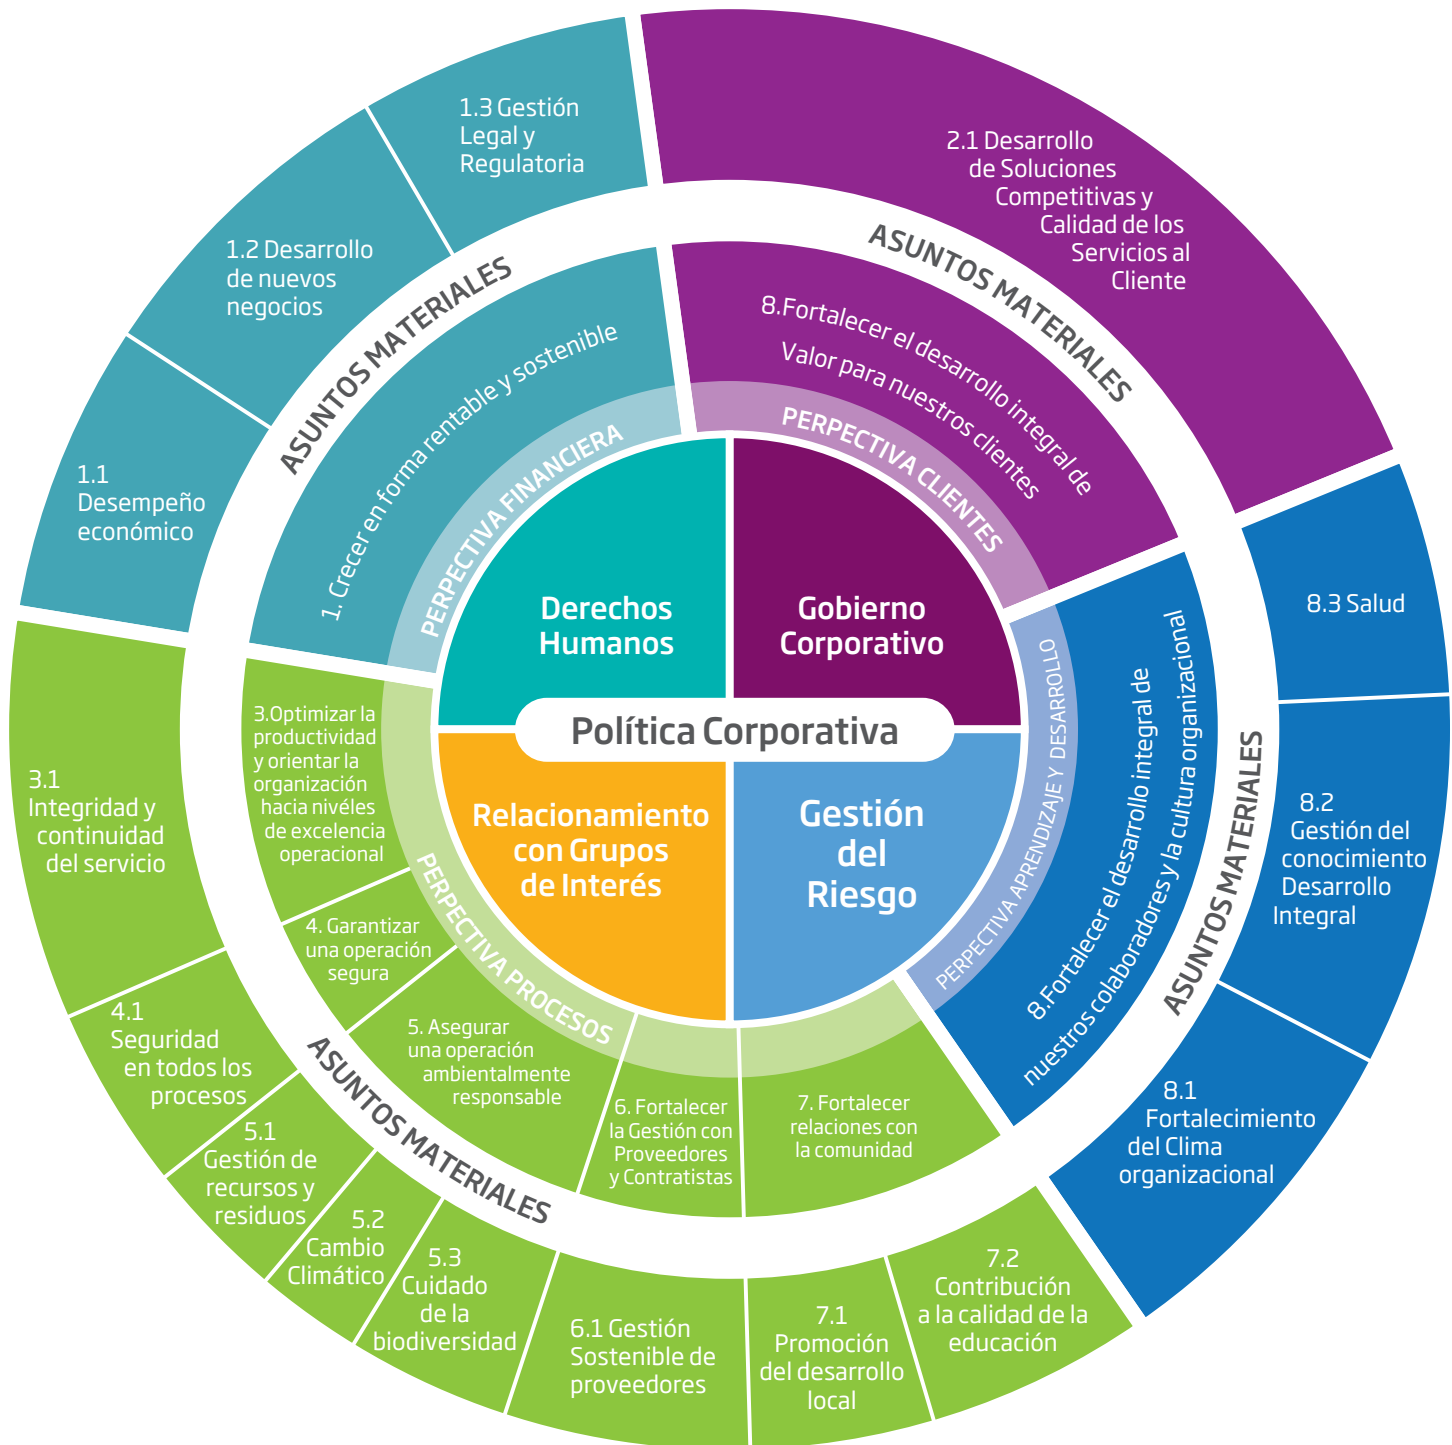 1.3 Gestión
Legal y
Regulatoria
1.2 Desarrollo
de nuevos
negocios
1.1
Desempeño
económico
ASUNTOS MATERIALES
1. Crecer en forma rentable y sostenible
PERPECTIVA FINANCIERA
2.1 Desarrollo
de Soluciones
Competitivas y
Calidad de los
Servicios al
Cliente
ASUNTOS MATERIALES
8.Fortalecer el desarrollo integral de
Valor para nuestros clientes
PERPECTIVA CLIENTES
Derechos
Humanos
Gobierno
Corporativo
Política Corporativa
Relacionamiento
con Grupos
de Interés
Gestión
del
Riesgo
8.3 Salud
8.2
Gestión del
conocimiento
Desarrollo
Integral
8.1
Fortalecimiento
del Clima
organizacional
ASUNTOS MATERIALES
8.Fortalecer el desarrollo integral de
nuestros colaboradores y la cultura organizacional
PERPECTIVA APRENDIZAJE Y DESARROLLO
3.Optimizar la
productividad
y orientar la
organización
hacia nivéles
de excelencia
operacional
4. Garantizar
una operación
segura
5. Asegurar
una operación
ambientalmente
responsable
6. Fortalecer
la Gestión con
Proveedores
y Contratistas
7. Fortalecer
relaciones con
la comunidad
PERPECTIVA PROCESOS
ASUNTOS MATERIALES
3.1
Integridad y
continuidad
del servicio
4.1
Seguridad
en todos los
procesos
5.1
Gestión de
recursos y
residuos
5.2
Cambio
Climático
5.3
Cuidado
de la
biodiversidad
6.1 Gestión
Sostenible de
proveedores
7.1
Promoción
del desarrollo
local
7.2
Contribución
a la calidad de la
educación